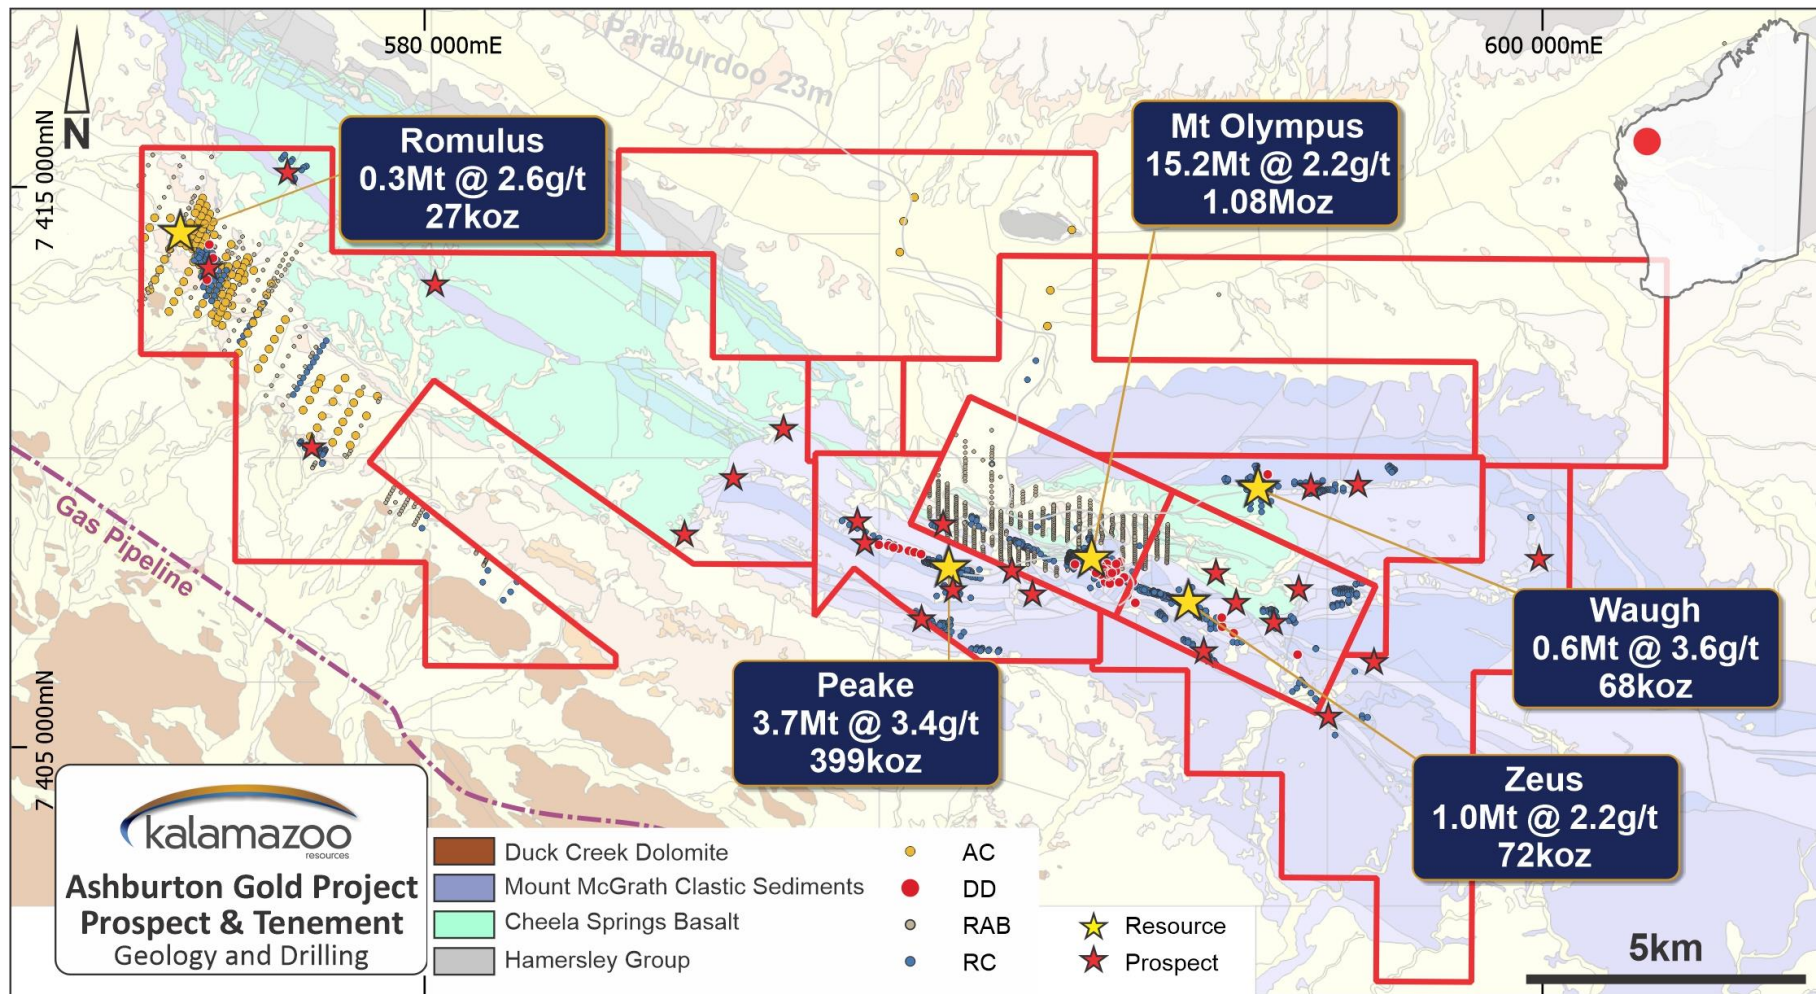 580 000mE
600 000mE
Paraburdoo 23m
N
7 415 000mN
7 405 000mN
Romulus
0.3Mt @ 2.6g/t
27koz
Mt Olympus
15.2Mt @ 2.2g/t
1.08Moz
Gas Pipeline
Peake
3.7Mt @ 3.4g/t
399koz
Waugh
0.6Mt @ 3.6g/t
68koz
Zeus
1.0Mt @ 2.2g/t
72koz
kalamazoo
resources
Ashburton Gold Project
Prospect & Tenement
Geology and Drilling
Duck Creek Dolomite
Mount McGrath Clastic Sediments
Cheela Springs Basalt
Hamersley Group
AC
DD
RAB
RC
Resource
Prospect
5km